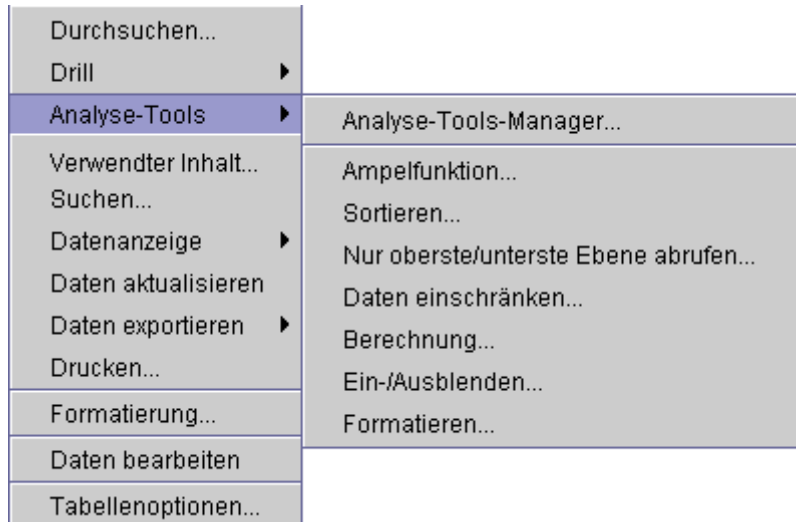 Durchsuchen...
Drill
Analyse-Tools
Verwendter Inhalt...
Suchen...
Datenanzeige
Daten aktualisieren
Daten exportieren
Drucken...
Formatierung...
Daten bearbeiten
Tabellenoptionen...
Analyse-Tools-Manager...
Ampelfunktion...
Sortieren...
Nur oberste/unterste Ebene abrufen...
Daten einschränken...
Berechnung...
Ein-/Ausblenden...
Formatieren...